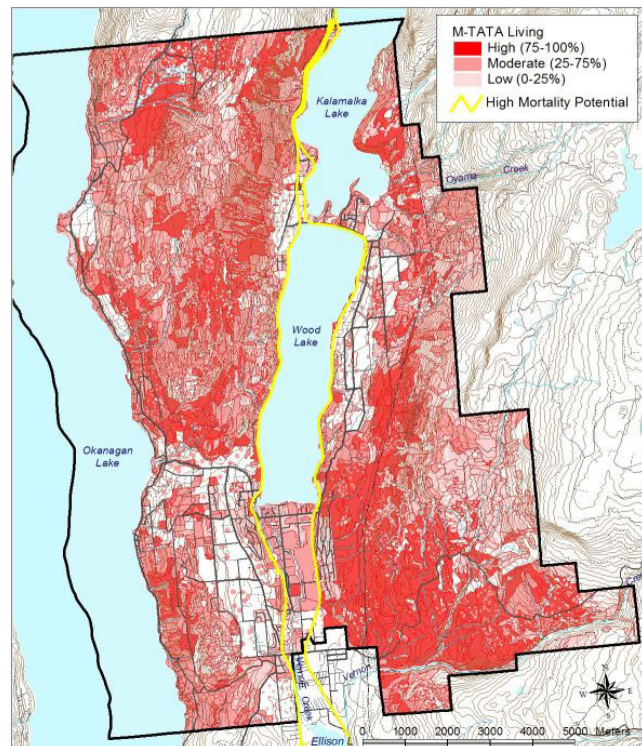 M-TATA Living
High (75-100%)
Moderate (25-75%)
Low (0-25%)
High Mortality Potential
Kalamalka
Lake
Oyama Creek
Wood
Lake
Okanagan
Lake
N
W E
S
Vernon
Creek
Vernon
Ellison L
0 1000 2000 3000 4000 5000 Meters